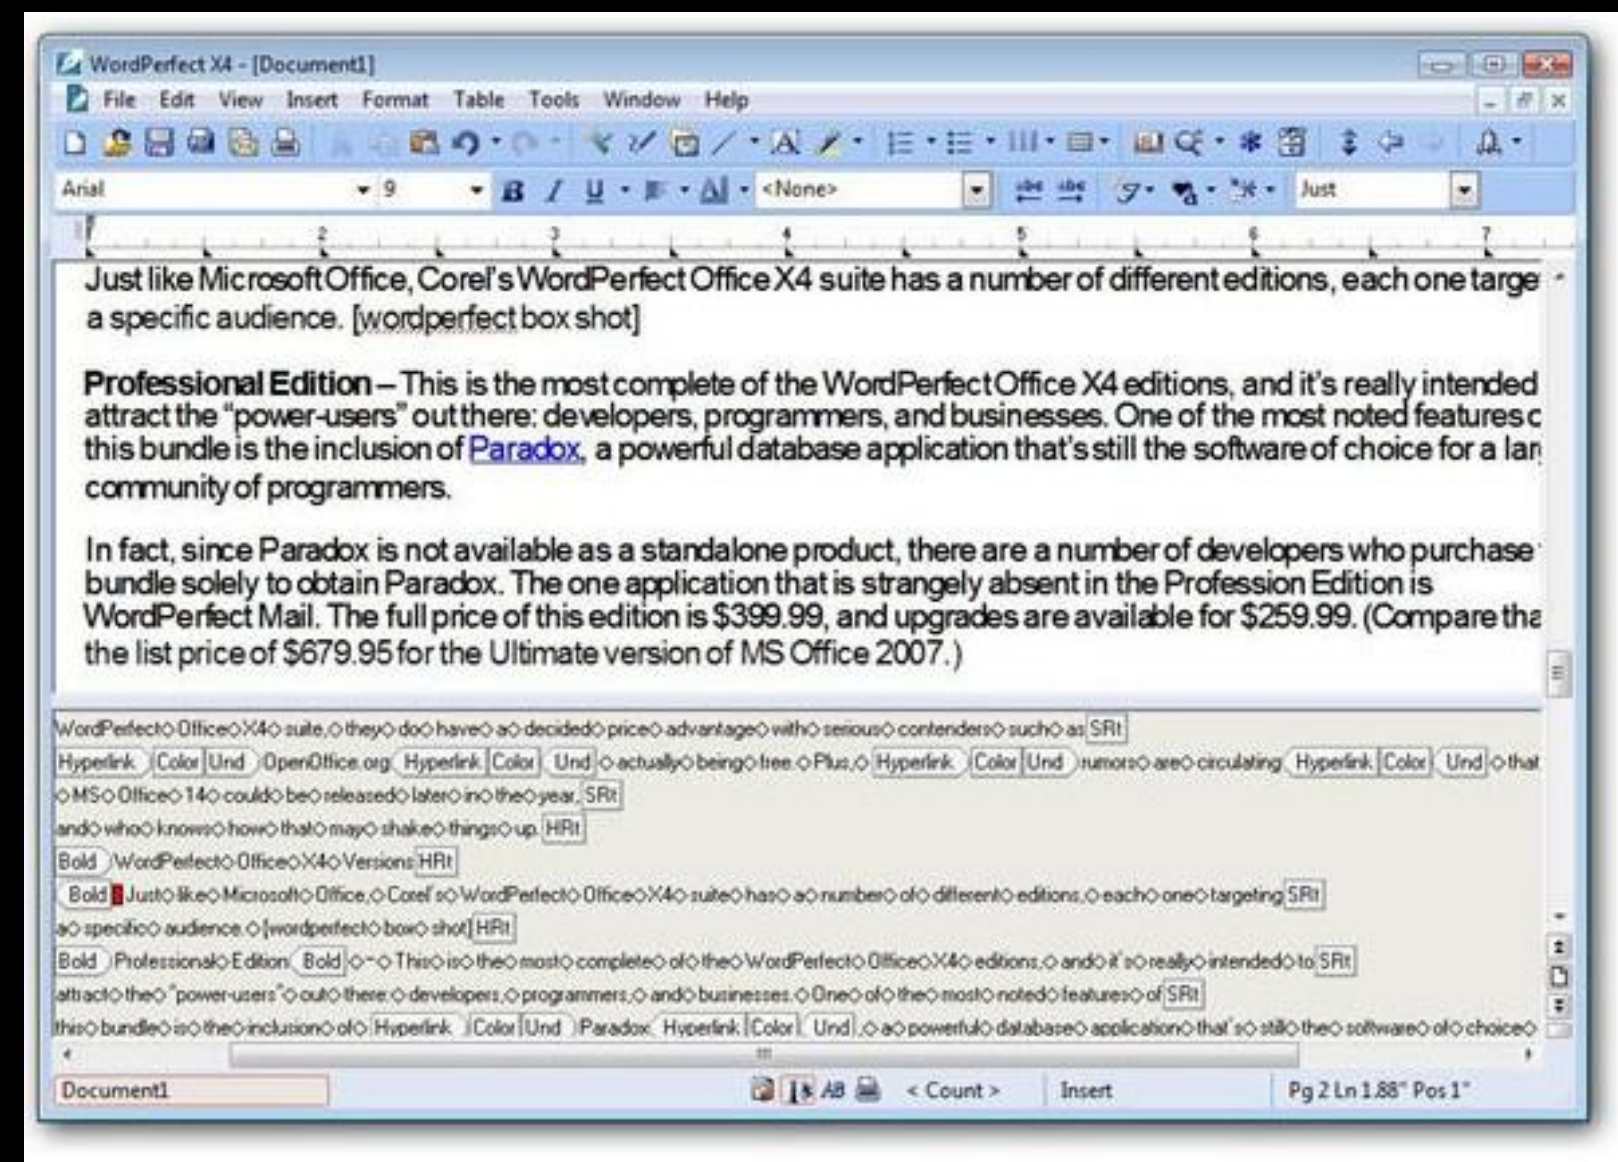 WordPerfect X4 - [Document1]
File Edit View Insert Format Table Tools Window Help
Arial 9 <None> Just
2 3 4 5 6 7
Just like Microsoft Office, Corel's WordPerfect Office X4 suite has a number of different editions, each one targe
a specific audience. [wordperfect box shot]
Professional Edition – This is the most complete of the WordPerfect Office X4 editions, and it's really intended
attract the “power-users” out there: developers, programmers, and businesses. One of the most noted features o
this bundle is the inclusion of Paradox, a powerful database application that's still the software of choice for a lar
community of programmers.
In fact, since Paradox is not available as a standalone product, there are a number of developers who purchase
bundle solely to obtain Paradox. The one application that is strangely absent in the Profession Edition is
WordPerfect Mail. The full price of this edition is $399.99, and upgrades are available for $259.99. (Compare tha
the list price of $679.95 for the Ultimate version of MS Office 2007.)
WordPerfect◇Office◇X4◇suite,◇they◇do◇have◇a◇decided◇price◇advantage◇with◇serious◇contenders◇such◇as SRt
Hyperlink Color Und OpenOffice.org Hyperlink Color Und ◇actually◇being◇free.◇Plus,◇ Hyperlink Color Und rumors◇are◇circulating Hyperlink Color Und ◇that
◇MS◇Office◇14◇could◇be◇released◇later◇in◇the◇year, SRt
and◇who◇knows◇how◇that◇may◇shake◇things◇up. HRt
Bold WordPerfect◇Office◇X4◇Versions HRt
Bold Just◇like◇Microsoft◇Office,◇Corel's◇WordPerfect◇Office◇X4◇suite◇has◇a◇number◇of◇different◇editions,◇each◇one◇targeting SRt
a◇specific◇audience.◇[wordperfect◇box◇shot] HRt
Bold Professional◇Edition Bold ◇–◇This◇is◇the◇most◇complete◇of◇the◇WordPerfect◇Office◇X4◇editions,◇and◇it's◇really◇intended◇to SRt
attract◇the◇"power-users"◇out◇there:◇developers,◇programmers,◇and◇businesses.◇One◇of◇the◇most◇noted◇features◇of SRt
this◇bundle◇is◇the◇inclusion◇of◇ Hyperlink Color Und Paradox Hyperlink Color Und ,◇a◇powerful◇database◇application◇that's◇still◇the◇software◇of◇choice◇
Document1 AB < Count > Insert Pg 2 Ln 1.88" Pos 1"